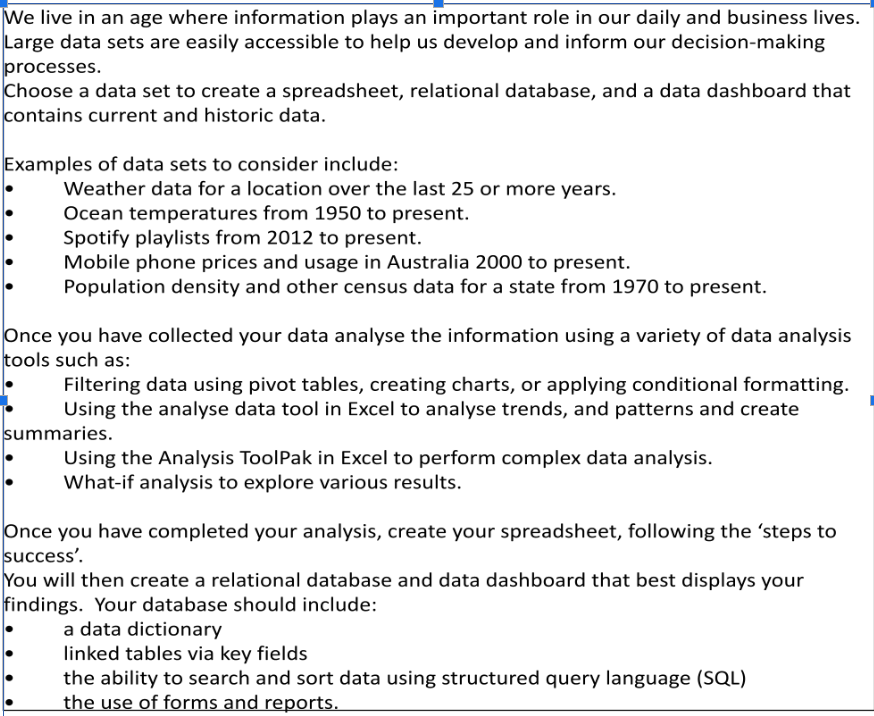 We live in an age where information plays an important role in our daily and business lives.
Large data sets are easily accessible to help us develop and inform our decision-making
processes.
Choose a data set to create a spreadsheet, relational database, and a data dashboard that
contains current and historic data.
Examples of data sets to consider include:
• Weather data for a location over the last 25 or more years.
• Ocean temperatures from 1950 to present.
• Spotify playlists from 2012 to present.
• Mobile phone prices and usage in Australia 2000 to present.
• Population density and other census data for a state from 1970 to present.
Once you have collected your data analyse the information using a variety of data analysis
tools such as:
• Filtering data using pivot tables, creating charts, or applying conditional formatting.
• Using the analyse data tool in Excel to analyse trends, and patterns and create
summaries.
• Using the Analysis ToolPak in Excel to perform complex data analysis.
• What-if analysis to explore various results.
Once you have completed your analysis, create your spreadsheet, following the ‘steps to
success’.
You will then create a relational database and data dashboard that best displays your
findings.  Your database should include:
• a data dictionary
• linked tables via key fields
• the ability to search and sort data using structured query language (SQL)
• the use of forms and reports.